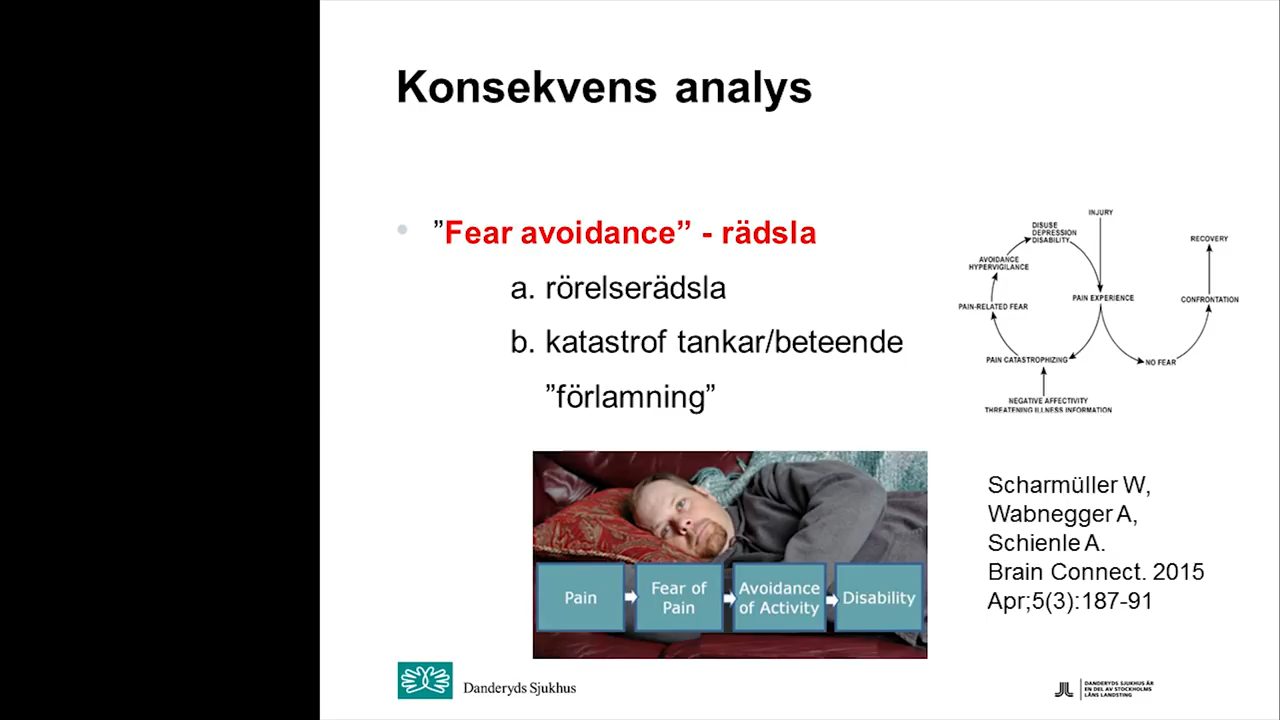 Konsekvens analys
• ”Fear avoidance” - rädsla
a. rörelserädsla
b. katastrof tankar/beteende
”förlamning”
INJURY
DISUSE
DEPRESSION
DISABILITY
RECOVERY
AVOIDANCE
HYPERVIGILANCE
PAIN EXPERIENCE
CONFRONTATION
PAIN-RELATED FEAR
PAIN CATASTROPHIZING
NO FEAR
NEGATIVE AFFECTIVITY
THREATENING ILLNESS INFORMATION
Pain
Fear of
Pain
Avoidance
of Activity
Disability
Scharmüller W,
Wabnegger A,
Schienle A.
Brain Connect. 2015
Apr;5(3):187-91
Danderyds Sjukhus
DANDERYDS SJUKHUS ÄR
EN DEL AV STOCKHOLMS
LÄNS LANDSTING